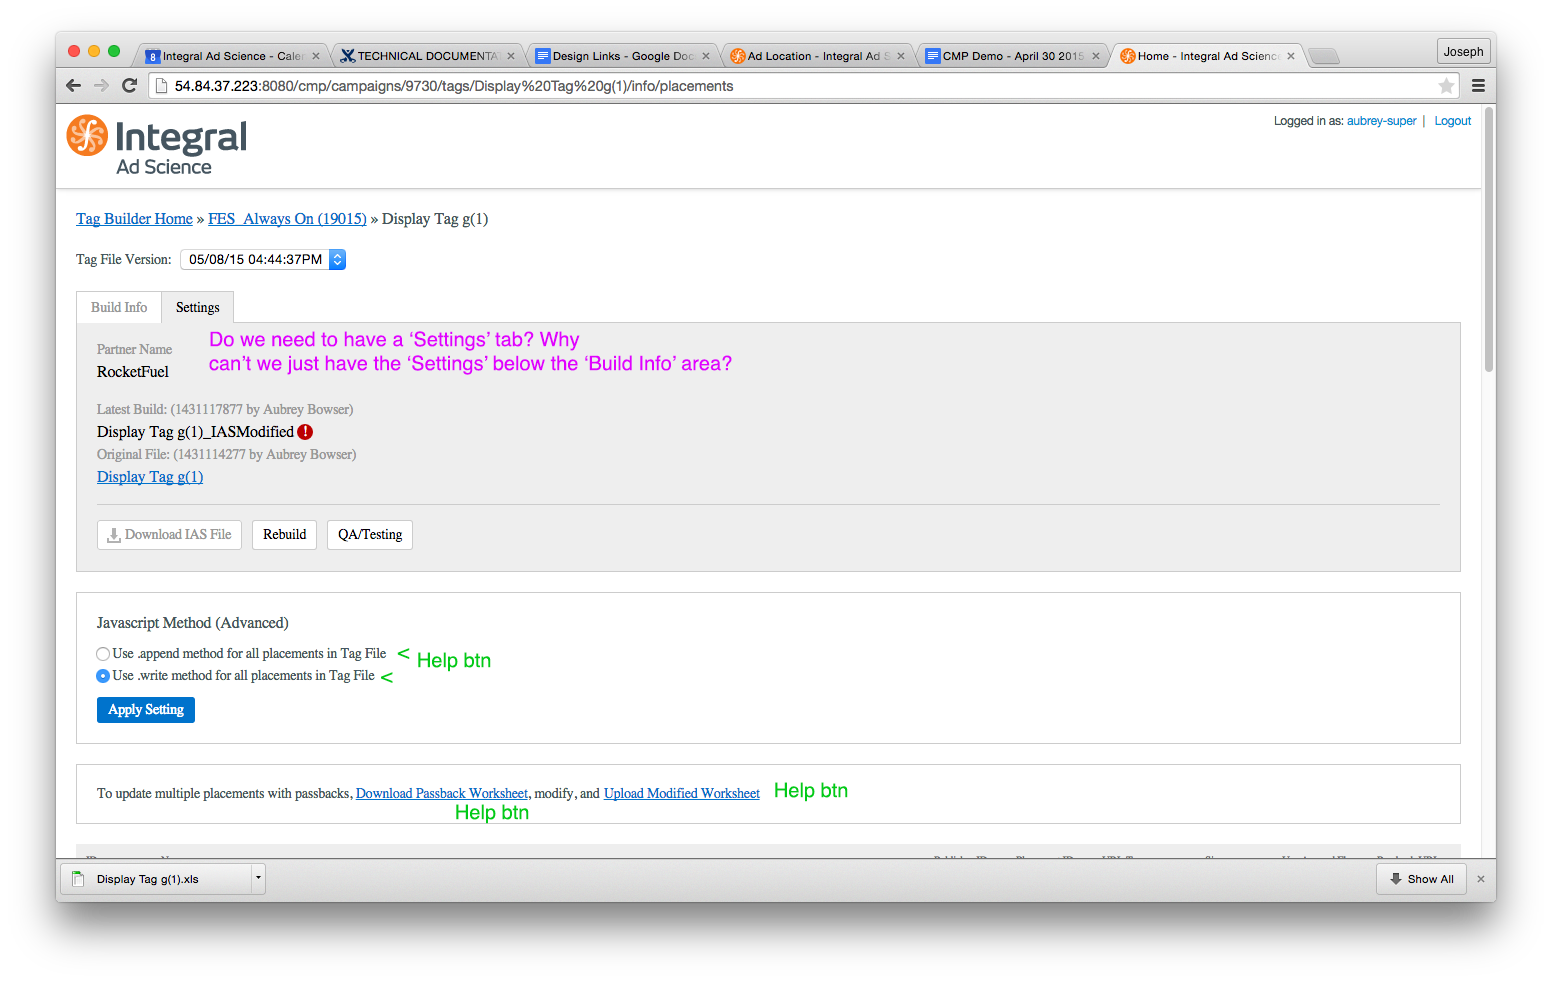 Integral Ad Science - Caler
TECHNICAL DOCUMENTAT
Design Links - Google Doc
Ad Location - Integral Ad S
CMP Demo - April 30 2015
Home - Integral Ad Science
Joseph
54.84.37.223:8080/cmp/campaigns/9730/tags/Display%20Tag%20g(1)/info/placements
Integral
Ad Science
Logged in as: aubrey-super | Logout
Tag Builder Home » FES_Always On (19015) » Display Tag g(1)
Tag File Version: 05/08/15 04:44:37PM
Build Info Settings
Do we need to have a ‘Settings’ tab? Why
can’t we just have the ‘Settings’ below the ‘Build Info’ area?
Partner Name
RocketFuel
Latest Build: (1431117877 by Aubrey Bowser)
Display Tag g(1)_IASModified
Original File: (1431114277 by Aubrey Bowser)
Display Tag g(1)
Download IAS File Rebuild QA/Testing
Javascript Method (Advanced)
Use .append method for all placements in Tag File <
Help btn
Use .write method for all placements in Tag File <
Apply Setting
To update multiple placements with passbacks, Download Passback Worksheet, modify, and Upload Modified Worksheet Help btn
Help btn
Display Tag g(1).xls
Show All